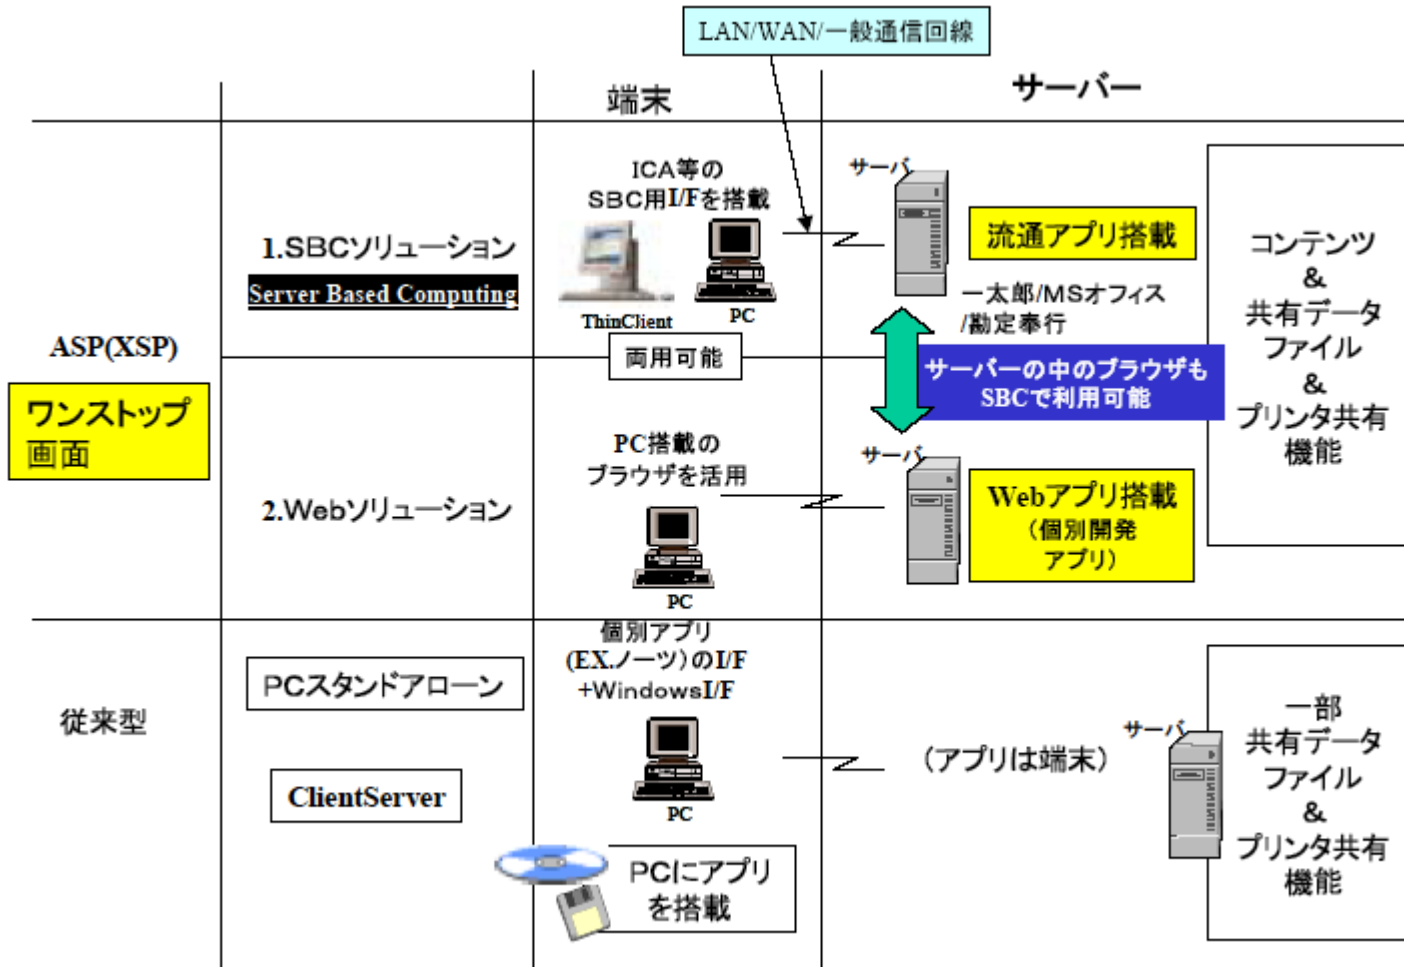 LAN/WAN/一般通信回線
端末
サーバー
ASP(XSP)
ワンストップ
画面
1.SBCソリューション
Server Based Computing
ICA等の
SBC用I/Fを搭載
ThinClient
PC
両用可能
サーバ
流通アプリ搭載
一太郎/MSオフィス
/勘定奉行
サーバーの中のブラウザも
SBCで利用可能
コンテンツ
&
共有データ
ファイル
&
プリンタ共有
機能
2.Webソリューション
PC搭載の
ブラウザを活用
PC
サーバ
Webアプリ搭載
(個別開発
アプリ)
従来型
PCスタンドアローン
ClientServer
個別アプリ
(EX.ノーツ)のI/F
+WindowsI/F
PC
PCにアプリ
を搭載
(アプリは端末)
サーバ
一部
共有データ
ファイル
&
プリンタ共有
機能